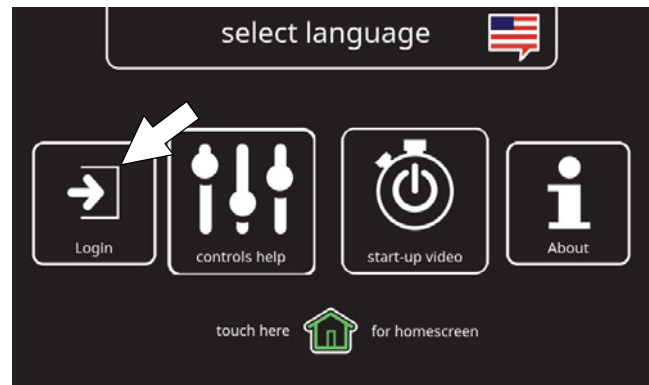 select language
Login
controls help
start-up video
About
touch here
for homescreen